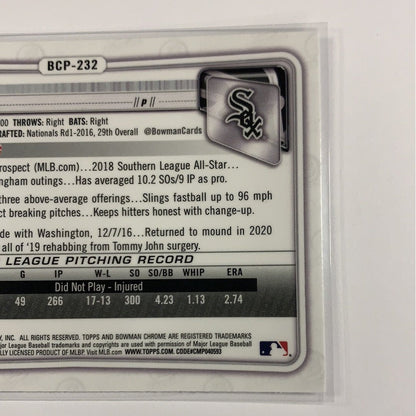 BCP-232
//P//
00 THROWS: Right BATS: Right
RAFTED: Nationals Rd1-2016, 29th Overall @BowmanCards
Sox
rospect (MLB.com)...2018 Southern League All-Star...
ngham outings...Has averaged 10.2 SOs/9 IP as pro.
three above-average offerings...Slings fastball up to 96 mph
ct breaking pitches...Keeps hitters honest with change-up.
de with Washington, 12/7/16...Returned to mound in 2020
all of '19 rehabbing from Tommy John surgery.
LEAGUE PITCHING RECORD
G IP W-L SO SO/BB WHIP ERA
Did Not Play - Injured
49 266 17-13 300 4.23 1.13 2.74
Y, INC. ALL RIGHTS RESERVED. TOPPS AND BOWMAN CHROME ARE REGISTERED TRADEMARKS
Major League Baseball trademarks and copyrights are used with permission of Major League Baseball
LLY LICENSED PRODUCT OF MLBP. Visit MLB.com WWW.TOPPS.COM. CODE#CMP040593